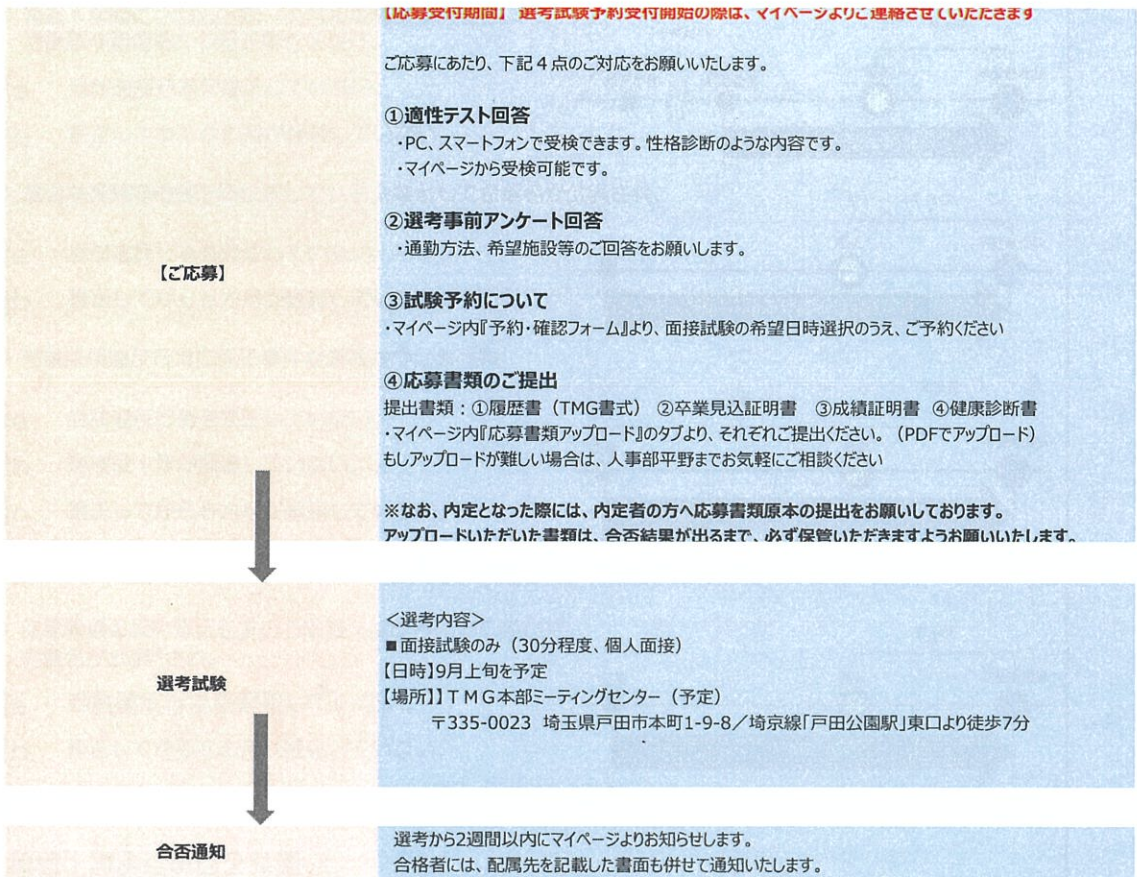 【応募受付期間】 選考試験予約受付開始の際は、マイページよりご連絡させていただきます
ご応募にあたり、下記4点のご対応をお願いいたします。
①適性テスト回答
・PC、スマートフォンで受検できます。性格診断のような内容です。
・マイページから受検可能です。
②選考事前アンケート回答
・通勤方法、希望施設等のご回答をお願いします。
【ご応募】
③試験予約について
・マイページ内『予約・確認フォーム』より、面接試験の希望日時選択のうえ、ご予約ください
④応募書類のご提出
提出書類：①履歴書（TMG書式） ②卒業見込証明書 ③成績証明書 ④健康診断書
・マイページ内『応募書類アップロード』のタブより、それぞれご提出ください。（PDFでアップロード）
もしアップロードが難しい場合は、人事部平野までお気軽にご相談ください
※なお、内定となった際には、内定者の方へ応募書類原本の提出をお願いしております。
アップロードいただいた書類は、合否結果が出るまで、必ず保管いただきますようお願いいたします。
＜選考内容＞
■面接試験のみ（30分程度、個人面接）
【日時】9月上旬を予定
選考試験
【場所】】ＴＭＧ本部ミーティングセンター（予定）
〒335-0023 埼玉県戸田市本町1-9-8／埼京線「戸田公園駅」東口より徒歩7分
合否通知
選考から2週間以内にマイページよりお知らせします。
合格者には、配属先を記載した書面も併せて通知いたします。